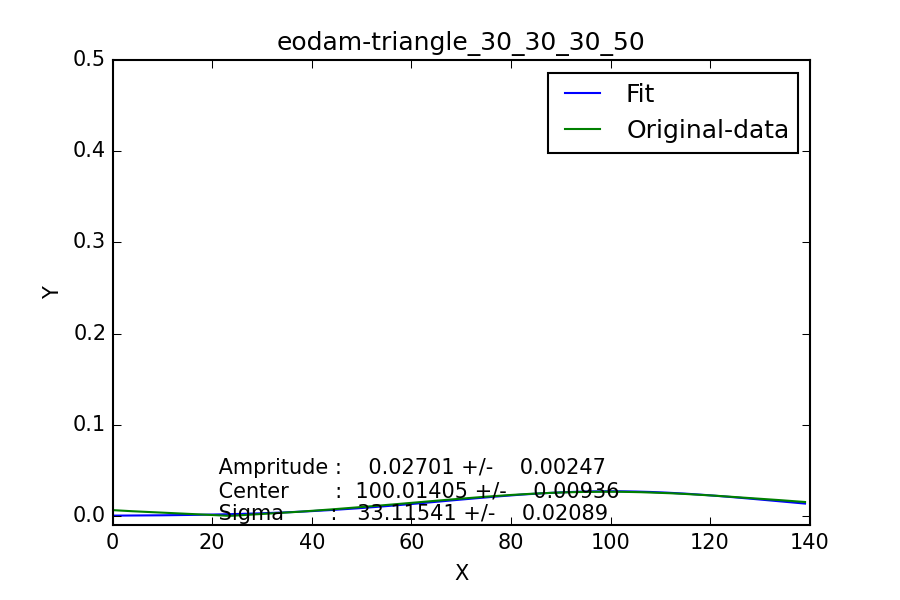 eodam-triangle_30_30_30_50
Fit
Original-data
0.5
0.4
0.3
0.2
0.1
0.0
Y
Ampritude : 0.02701 +/- 0.00247
Center : 100.01405 +/- 0.00936
Sigma : 33.11541 +/- 0.02089
0 20 40 60 80 100 120 140
X